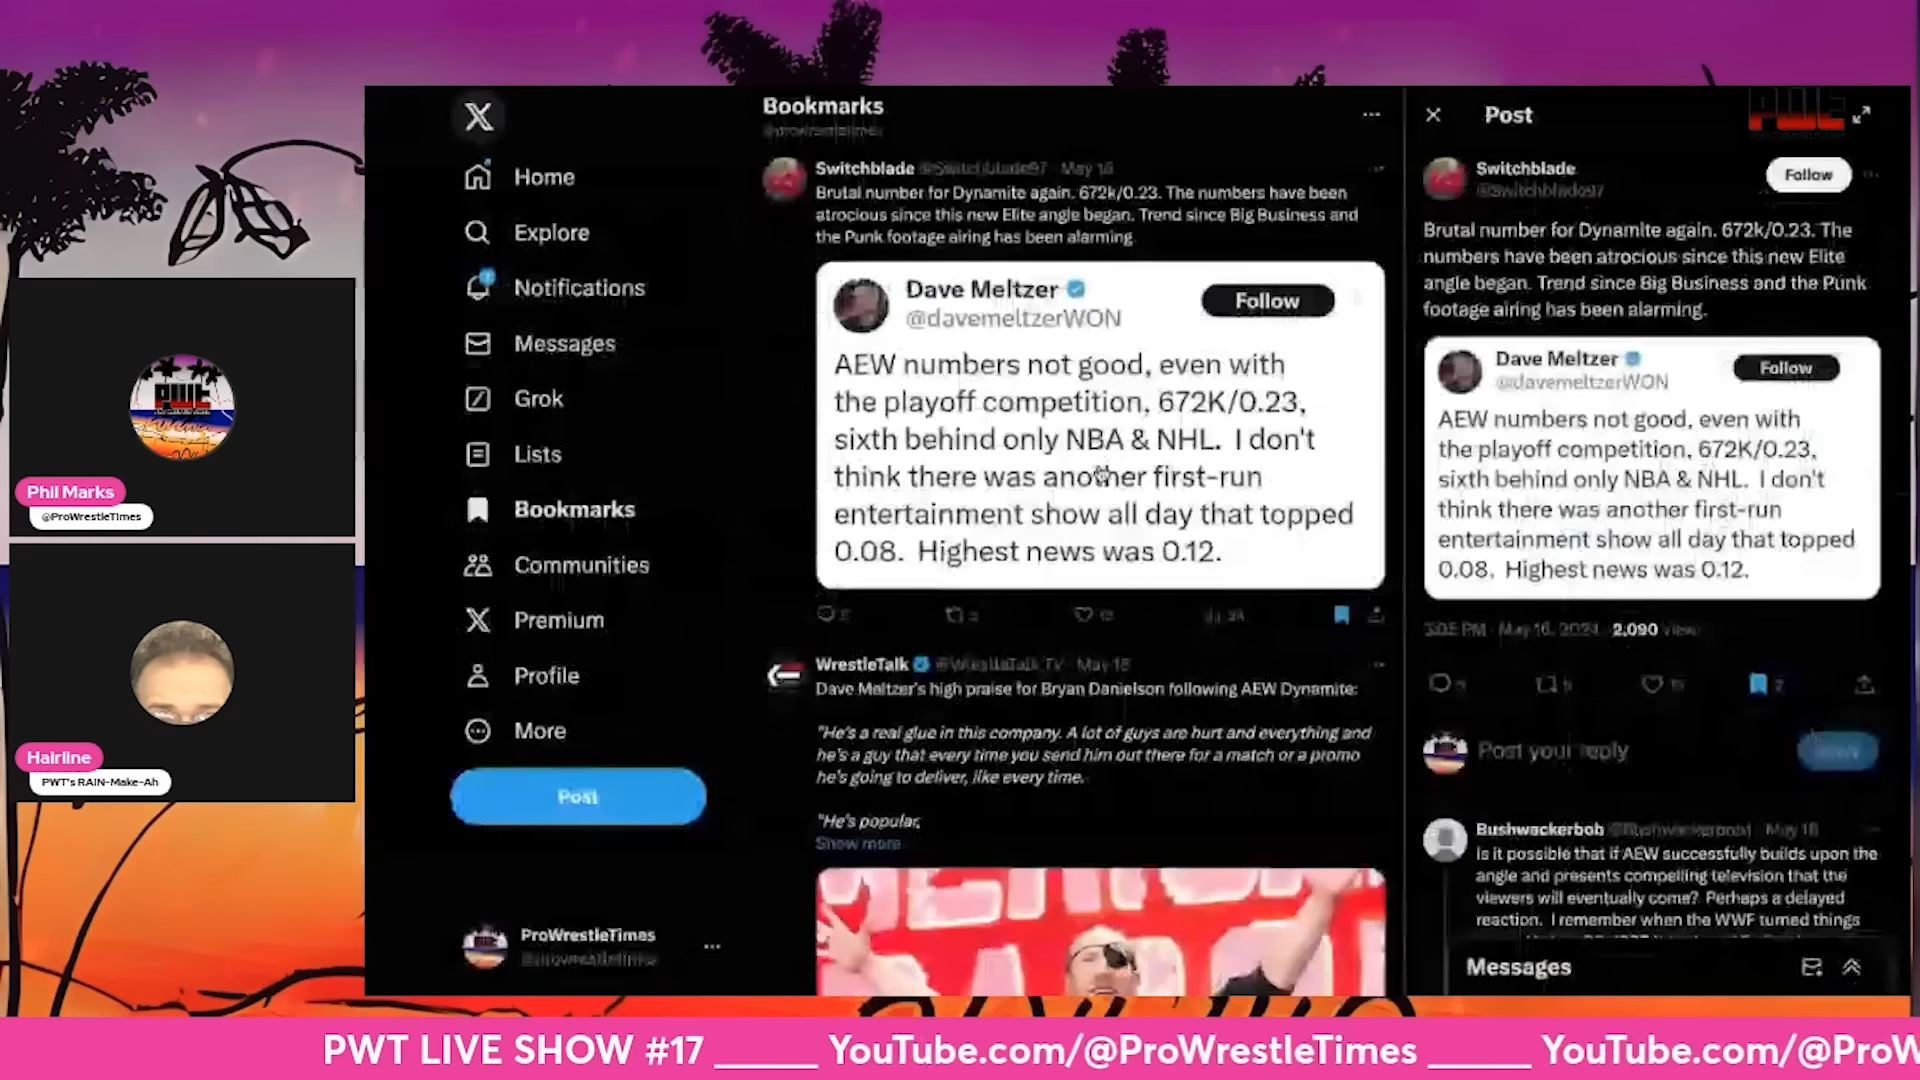 Phil Marks
@ProWrestleTimes
Hairline
PWT's RAIN-Make-Ah
Home
Explore
Notifications
Messages
Grok
Lists
Bookmarks
Communities
Premium
Profile
More
Post
ProWrestleTimes
Bookmarks
Switchblade
May 16
Brutal number for Dynamite again. 672k/0.23. The numbers have been
atrocious since this new Elite angle began. Trend since Big Business and
the Punk footage airing has been alarming.
Dave Meltzer
@davemeltzerWON
Follow
AEW numbers not good, even with
the playoff competition, 672K/0.23,
sixth behind only NBA & NHL. I don't
think there was another first-run
entertainment show all day that topped
0.08. Highest news was 0.12.
WrestleTalk
Dave Meltzer's high praise for Bryan Danielson following AEW Dynamite:
"He's a real glue in this company. A lot of guys are hurt and everything and
he's a guy that every time you send him out there for a match or a promo
he's going to deliver, like every time.
"He's popular,
Show more
Post
PWT
Switchblade
Follow
Brutal number for Dynamite again. 672k/0.23. The
numbers have been atrocious since this new Elite
angle began. Trend since Big Business and the Punk
footage airing has been alarming.
Dave Meltzer
@davemeltzerWON
Follow
AEW numbers not good, even with
the playoff competition, 672K/0.23,
sixth behind only NBA & NHL. I don't
think there was another first-run
entertainment show all day that topped
0.08. Highest news was 0.12.
3:05 PM · May 16, 2024 · 2,090
Post your reply
Bushwackerbob
Is it possible that if AEW successfully builds upon the
angle and presents compelling television that the
viewers will eventually come? Perhaps a delayed
reaction. I remember when the WWF turned things
Messages
PWT LIVE SHOW #17 _____ YouTube.com/@ProWrestleTimes _____ YouTube.com/@ProW